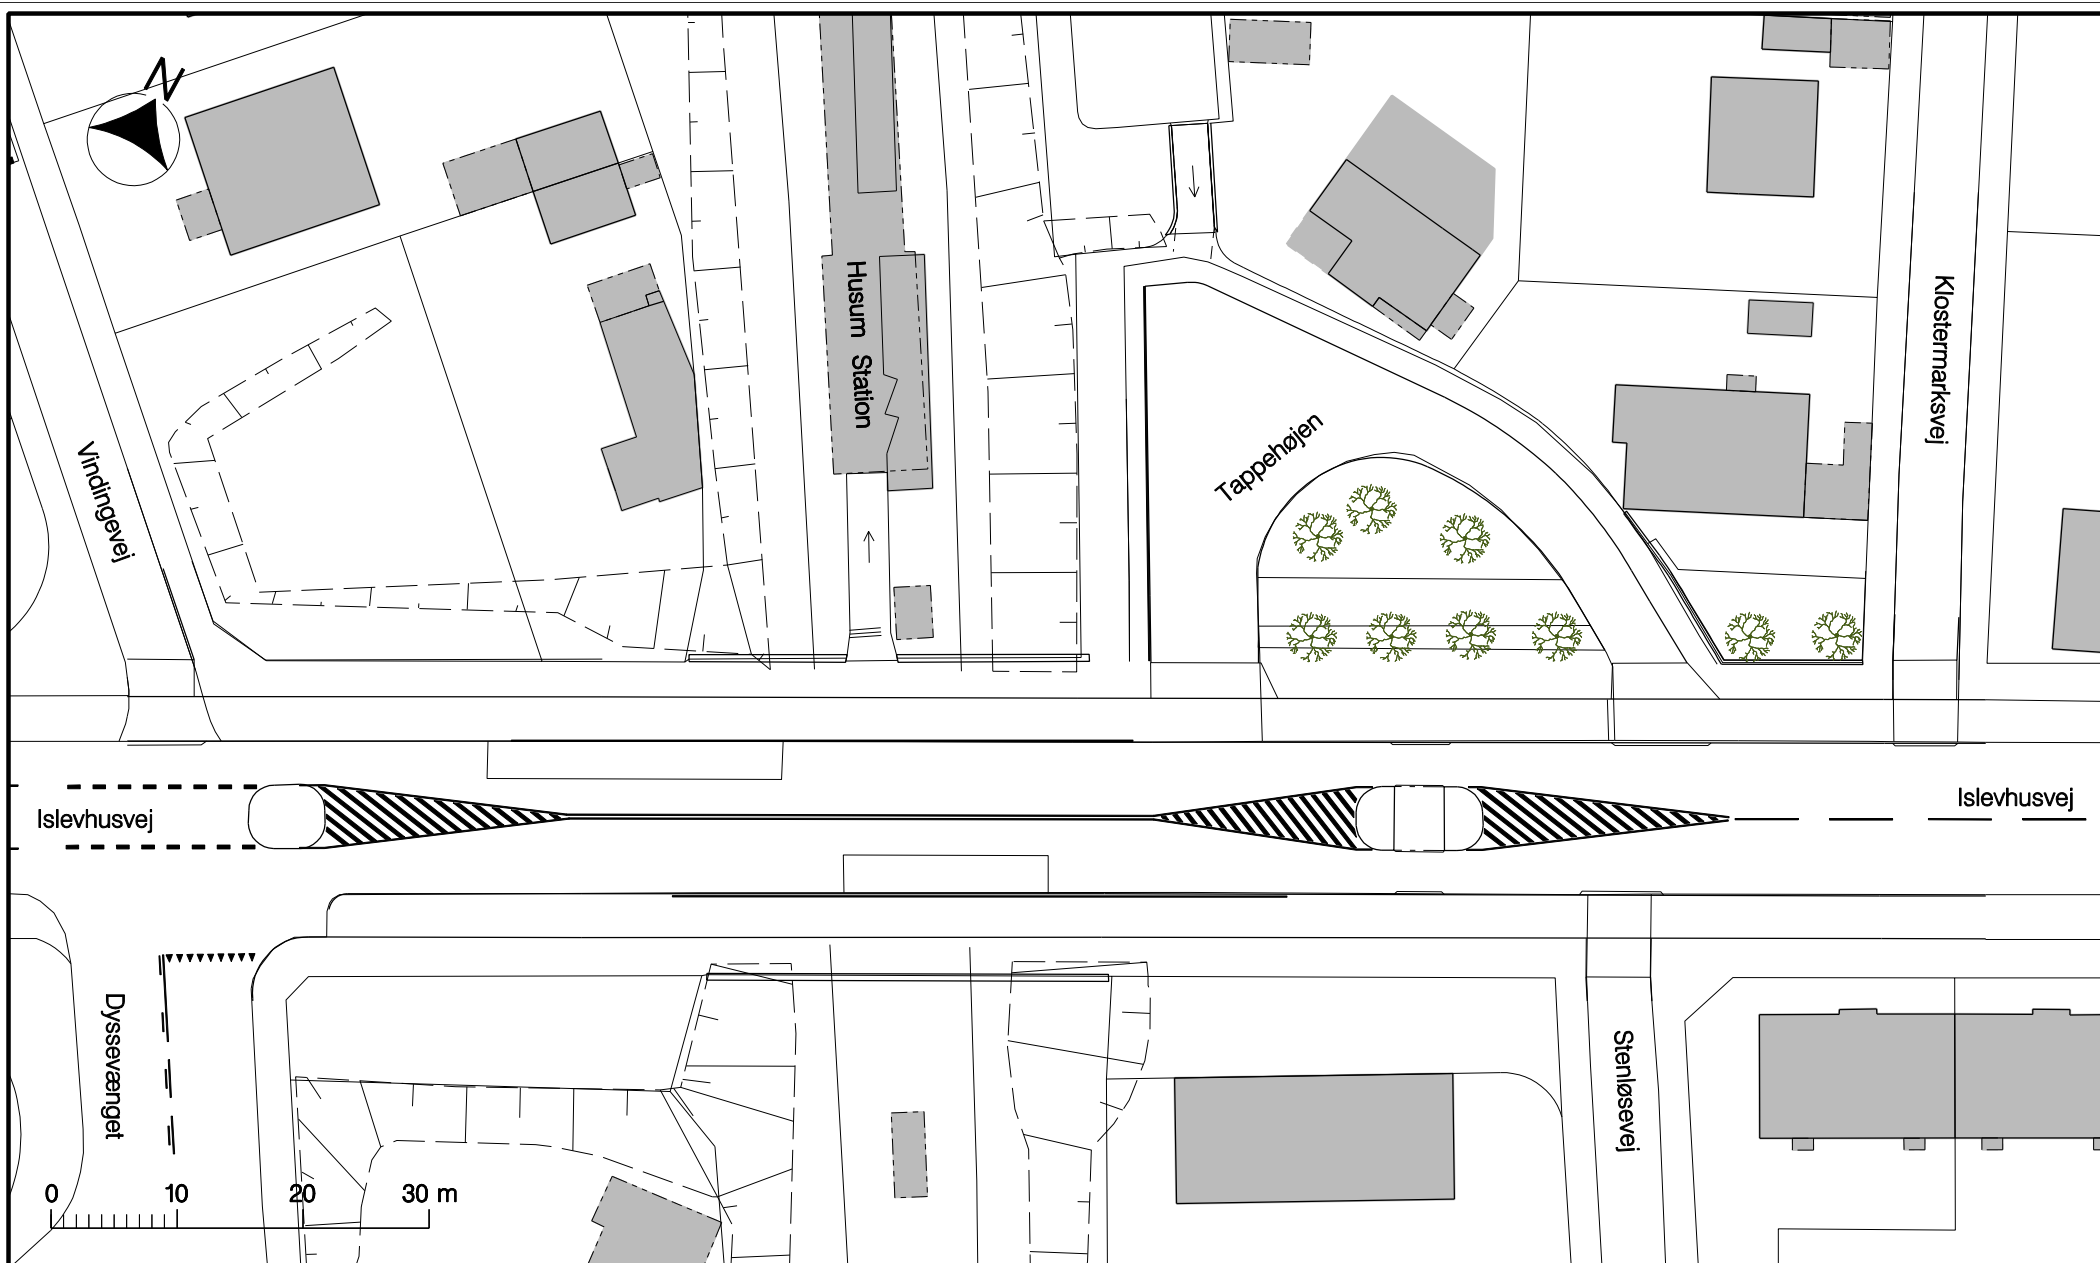 N
Husum Station
Klostermarksvej
Tappehøjen
Vindingevej
Islevhusvej
Islevhusvej
Dyssevænget
Stenløsevej
0 10 20 30 m